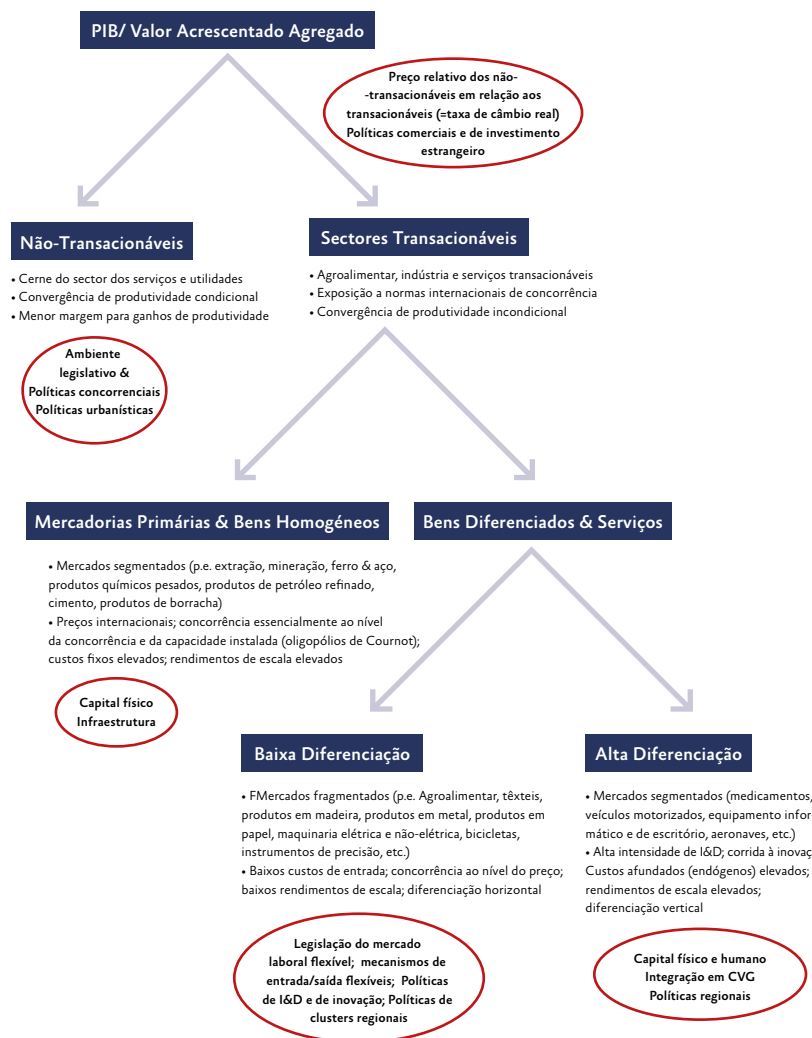 PIB/ Valor Acrescentado Agregado
Preço relativo dos não-
-transacionáveis em relação aos
transacionáveis (=taxa de câmbio real)
Políticas comerciais e de investimento
estrangeiro
Não-Transacionáveis
• Cerne do sector dos serviços e utilidades
• Convergência de produtividade condicional
• Menor margem para ganhos de produtividade
Ambiente
legislativo &
Políticas concorrenciais
Políticas urbanísticas
Sectores Transacionáveis
• Agroalimentar, indústria e serviços transacionáveis
• Exposição a normas internacionais de concorrência
• Convergência de produtividade incondicional
Mercadorias Primárias & Bens Homogéneos
• Mercados segmentados (p.e. extração, mineração, ferro & aço,
produtos químicos pesados, produtos de petróleo refinado,
cimento, produtos de borracha)
• Preços internacionais; concorrência essencialmente ao nível
da concorrência e da capacidade instalada (oligopólios de Cournot);
custos fixos elevados; rendimentos de escala elevados
Capital físico
Infraestrutura
Bens Diferenciados & Serviços
Baixa Diferenciação
• FMercados fragmentados (p.e. Agroalimentar, têxteis,
produtos em madeira, produtos em metal, produtos em
papel, maquinaria elétrica e não-elétrica, bicicletas,
instrumentos de precisão, etc.)
• Baixos custos de entrada; concorrência ao nível do preço;
baixos rendimentos de escala; diferenciação horizontal
Legislação do mercado
laboral flexível; mecanismos de
entrada/saída flexíveis; Políticas
de I&D e de inovação; Políticas de
clusters regionais
Alta Diferenciação
• Mercados segmentados (medicamentos,
veículos motorizados, equipamento infor-
mático e de escritório, aeronaves, etc.)
• Alta intensidade de I&D; corrida à inovaç
Custos afundados (endógenos) elevados;
rendimentos de escala elevados;
diferenciação vertical
Capital físico e humano
Integração em CVG
Políticas regionais